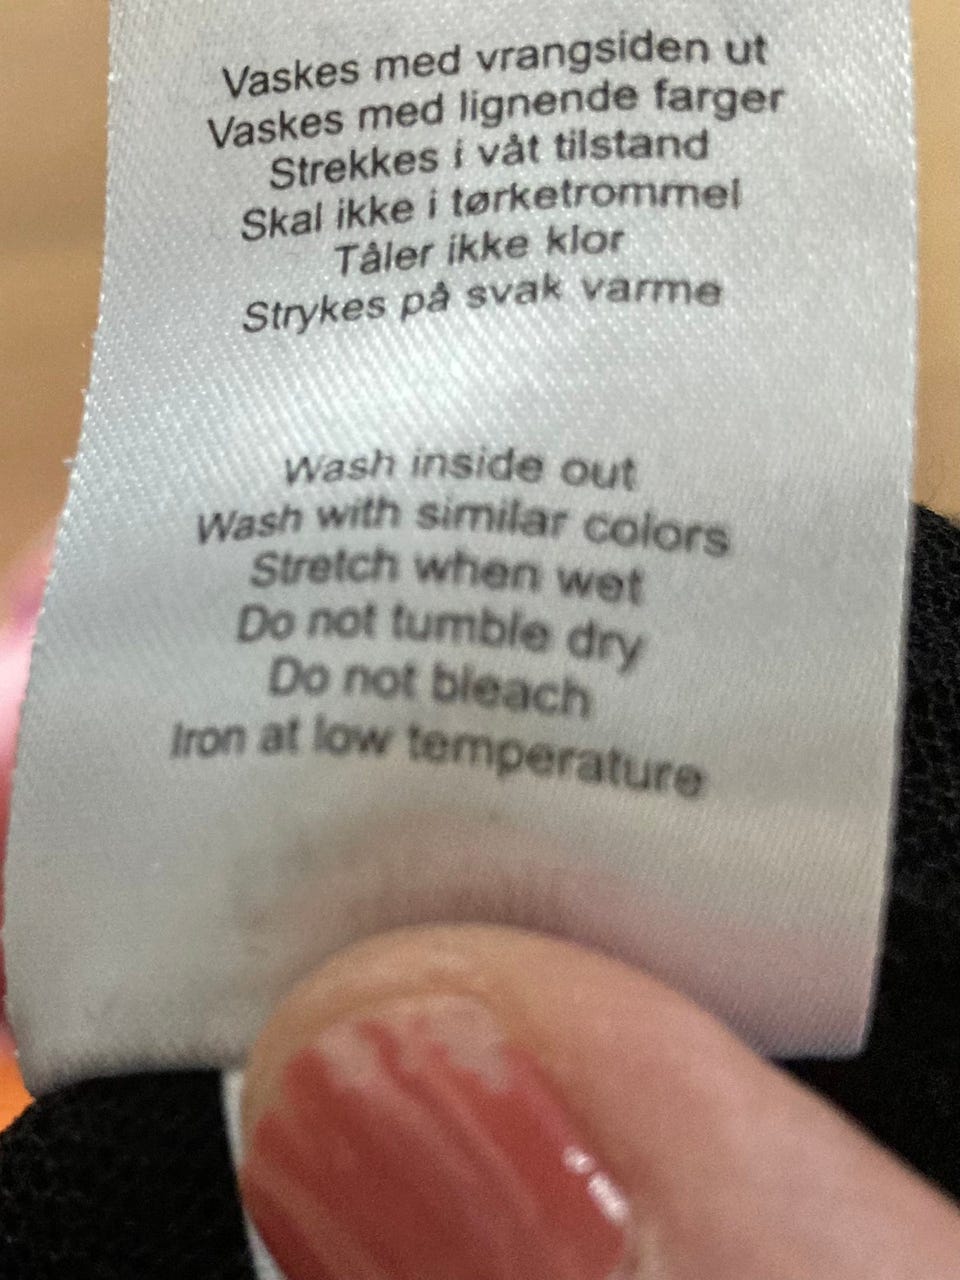 Vaskes med vrangsiden ut
Vaskes med lignende farger
Strekkes i våt tilstand
Skal ikke i tørketrommel
Tåler ikke klor
Strykes på svak varme
Wash inside out
Wash with similar colors
Stretch when wet
Do not tumble dry
Do not bleach
Iron at low temperature